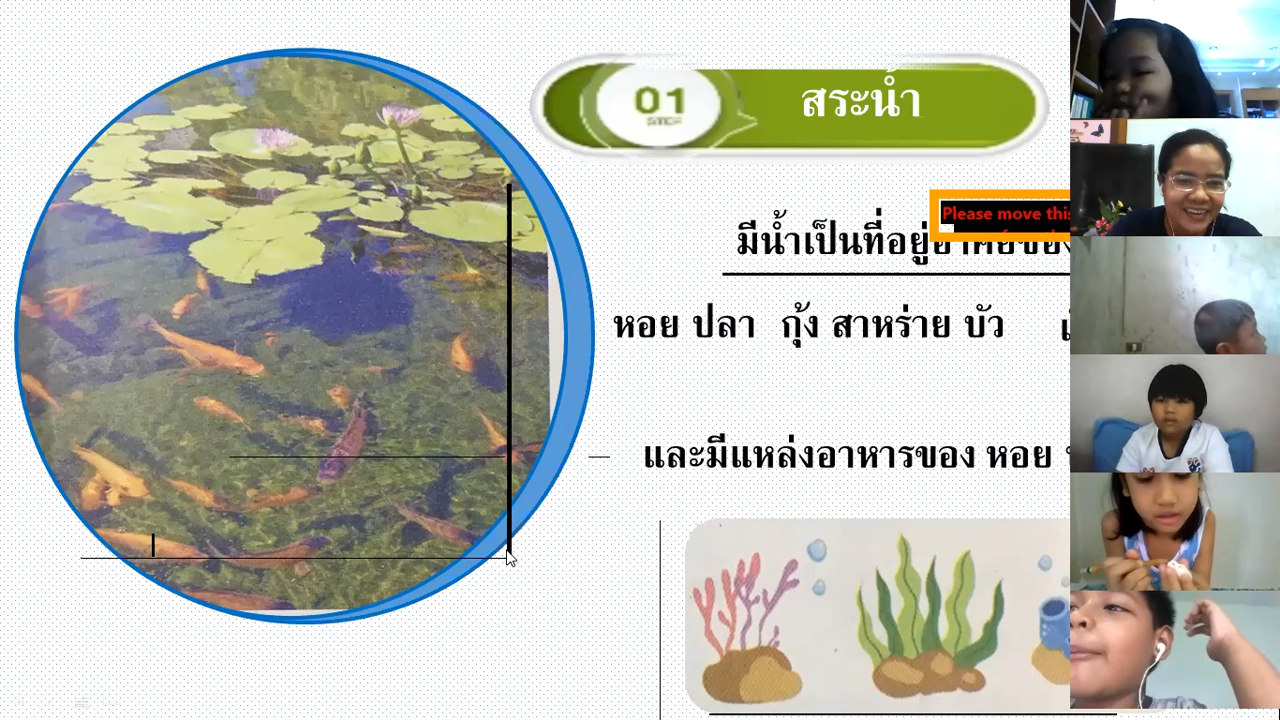 01
STEP
สระน้ำ
Please move this
มีน้ำเป็นที่อยู่อาศัยของ
หอย ปลา กุ้ง สาหร่าย บัว
และมีแหล่งอาหารของ หอย